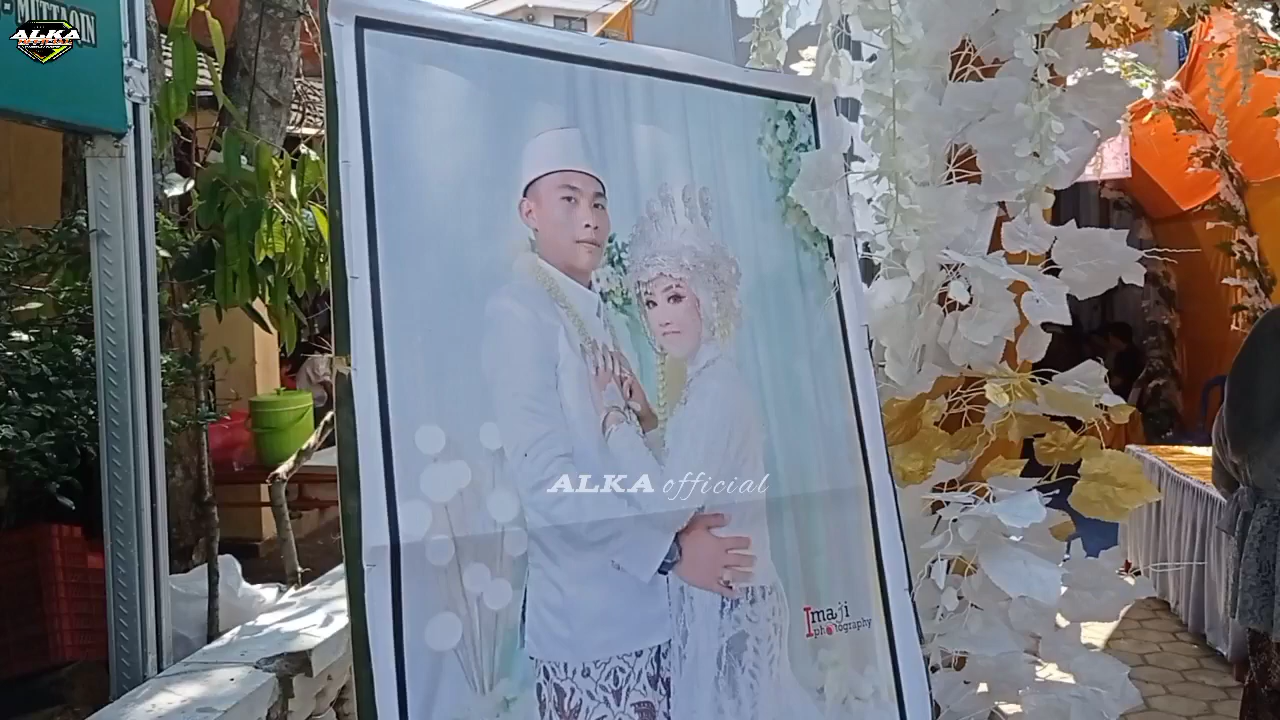 - MUTTAQIN
ALKA
ALKA official
Imaji
photography